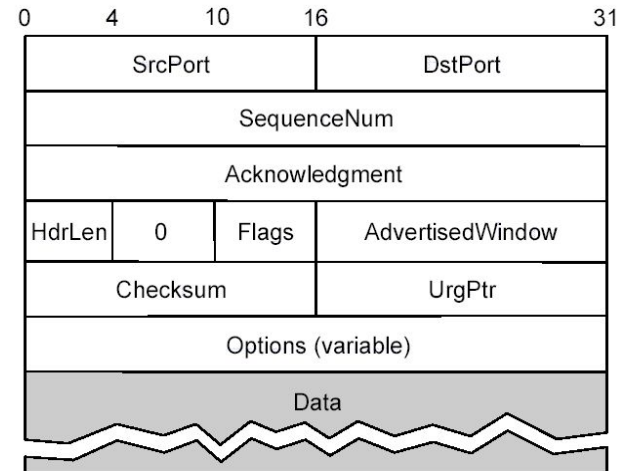 0 4 10 16 31
SrcPort DstPort
SequenceNum
Acknowledgment
HdrLen 0 Flags AdvertisedWindow
Checksum UrgPtr
Options (variable)
Data